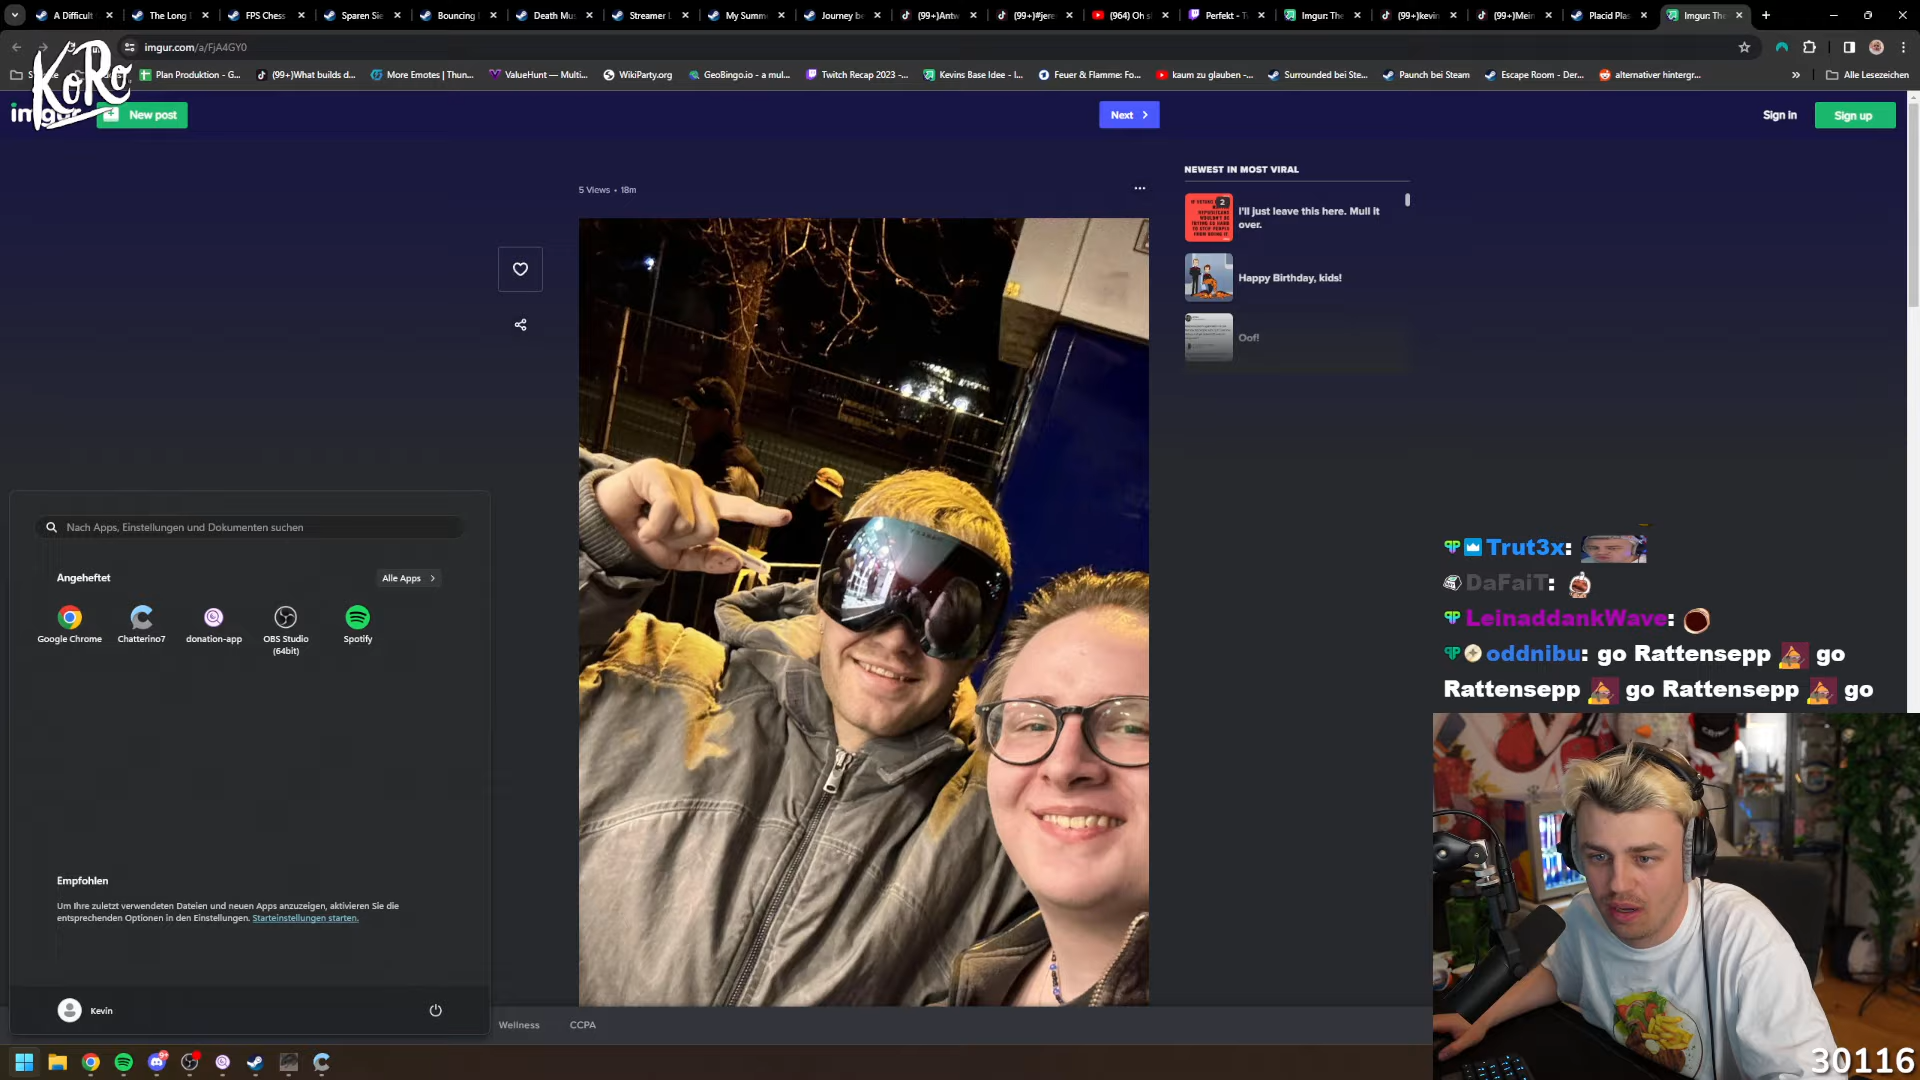 A Difficult
The Long
FPS Chess
Sparen Sie
Bouncing
Death Mu
Streamer
My Summ
Journey b
(99+)Antw
(99+)#jere
(964) Oh s
Perfekt - Tw
Imgur: The
(99+)kevin
(99+)Mein
Placid Pla
Imgur: The
imgur.com/a/FjA4GY0
Plan Produktion - G...
(99+)What builds d...
More Emotes | Thun...
ValueHunt — Multi...
WikiParty.org
GeoBingo.io - a mul...
Twitch Recap 2023 -...
Kevins Base Idee - I...
Feuer & Flamme: Fo...
kaum zu glauben -...
Surrounded bei Ste...
Paunch bei Steam
Escape Room - Der...
alternativer hintergr...
Alle Lesezeichen
KoRo
imgur
New post
Next
Sign in
Sign up
5 Views • 18m
NEWEST IN MOST VIRAL
2
I'll just leave this here. Mull it
over.
Happy Birthday, kids!
Oof!
Nach Apps, Einstellungen und Dokumenten suchen
Angeheftet
Alle Apps
Google Chrome
Chatterino7
donation-app
OBS Studio
(64bit)
Spotify
Empfohlen
Um Ihre zuletzt verwendeten Dateien und neuen Apps anzuzeigen, aktivieren Sie die
entsprechenden Optionen in den Einstellungen. Starteinstellungen starten.
Kevin
Wellness
CCPA
Trut3x:
DaFaiT:
LeinaddankWave:
oddnibu: go Rattensepp go
Rattensepp go Rattensepp go
30116